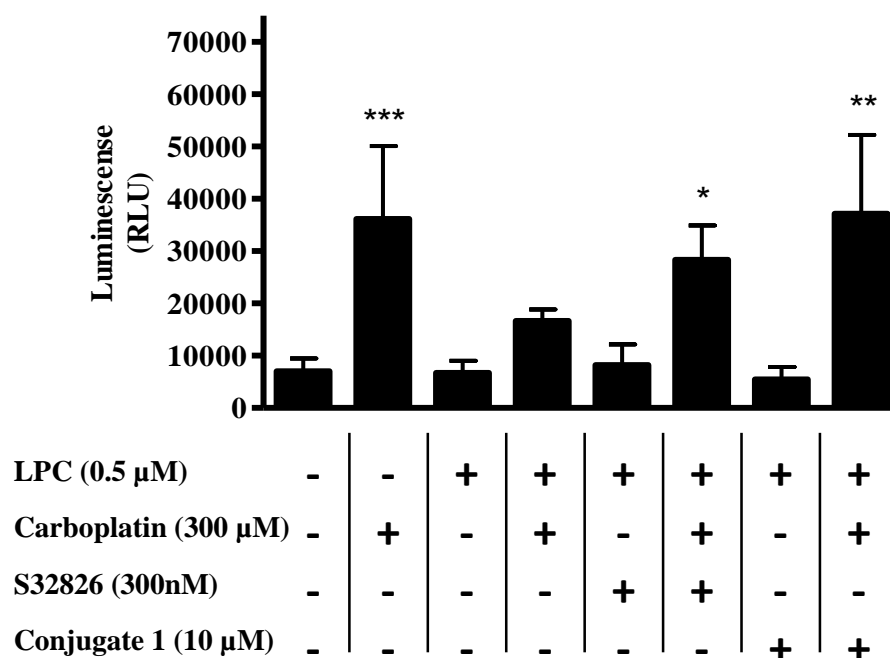 70000
60000
50000
40000
30000
20000
10000
0
Luminescense
(RLU)
***
*
**
LPC (0.5 µM) - - + + + + + +
Carboplatin (300 µM) - + - + - + - +
S32826 (300nM) - - - - + + - -
Conjugate 1 (10 µM) - - - - - - + +